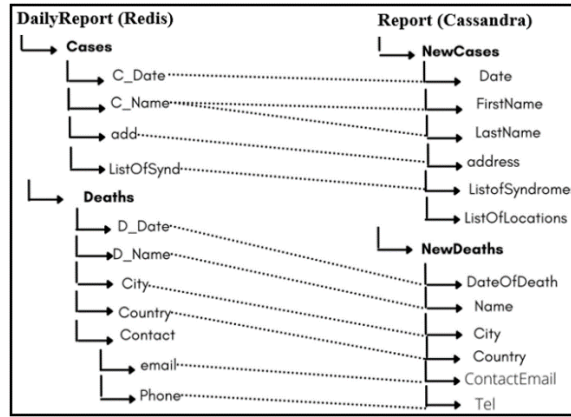 DailyReport (Redis)
Cases
C_Date
C_Name
add
ListOfSynd
Deaths
D_Date
D_Name
City
Country
Contact
email
Phone
Report (Cassandra)
NewCases
Date
FirstName
LastName
address
ListofSyndrome
ListOfLocations
NewDeaths
DateOfDeath
Name
City
Country
ContactEmail
Tel